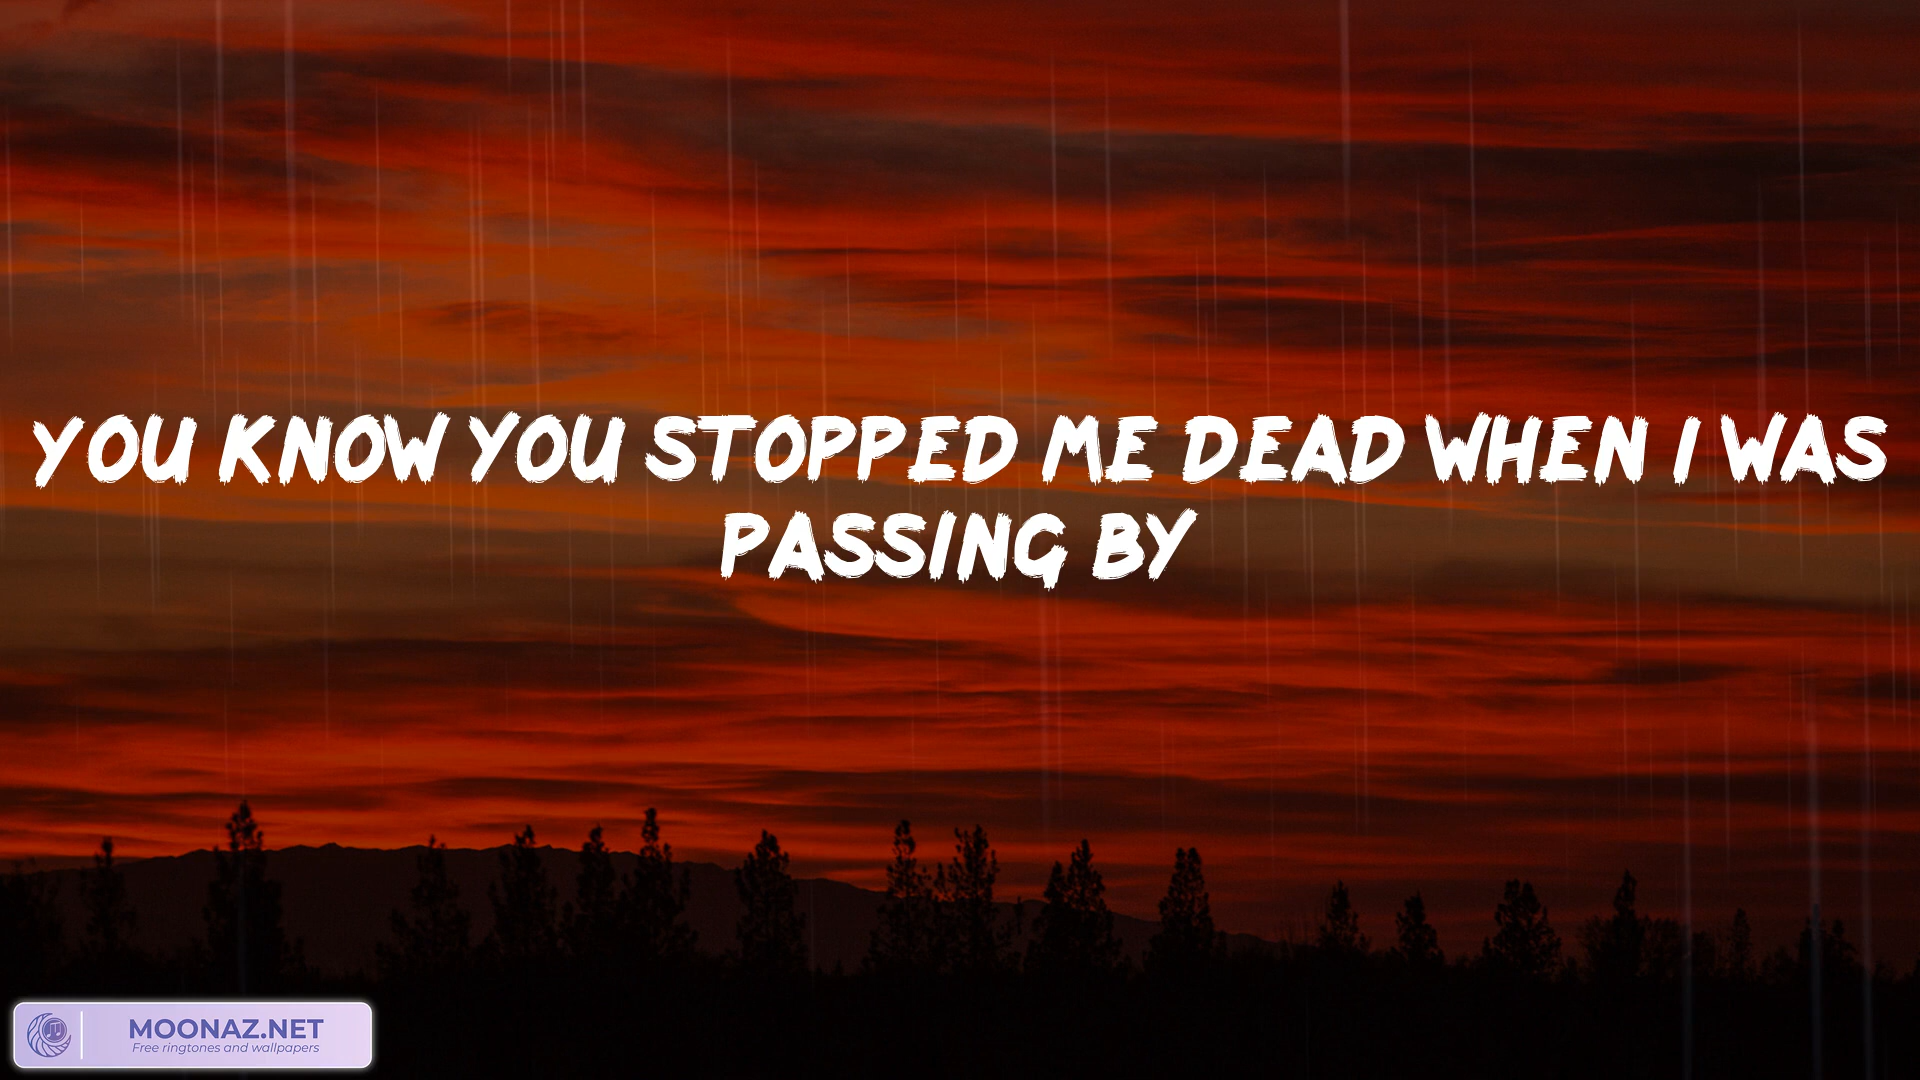 YOU KNOW YOU STOPPED ME DEAD WHEN I WAS
PASSING BY
MOONAZ.NET
Free ringtones and wallpapers